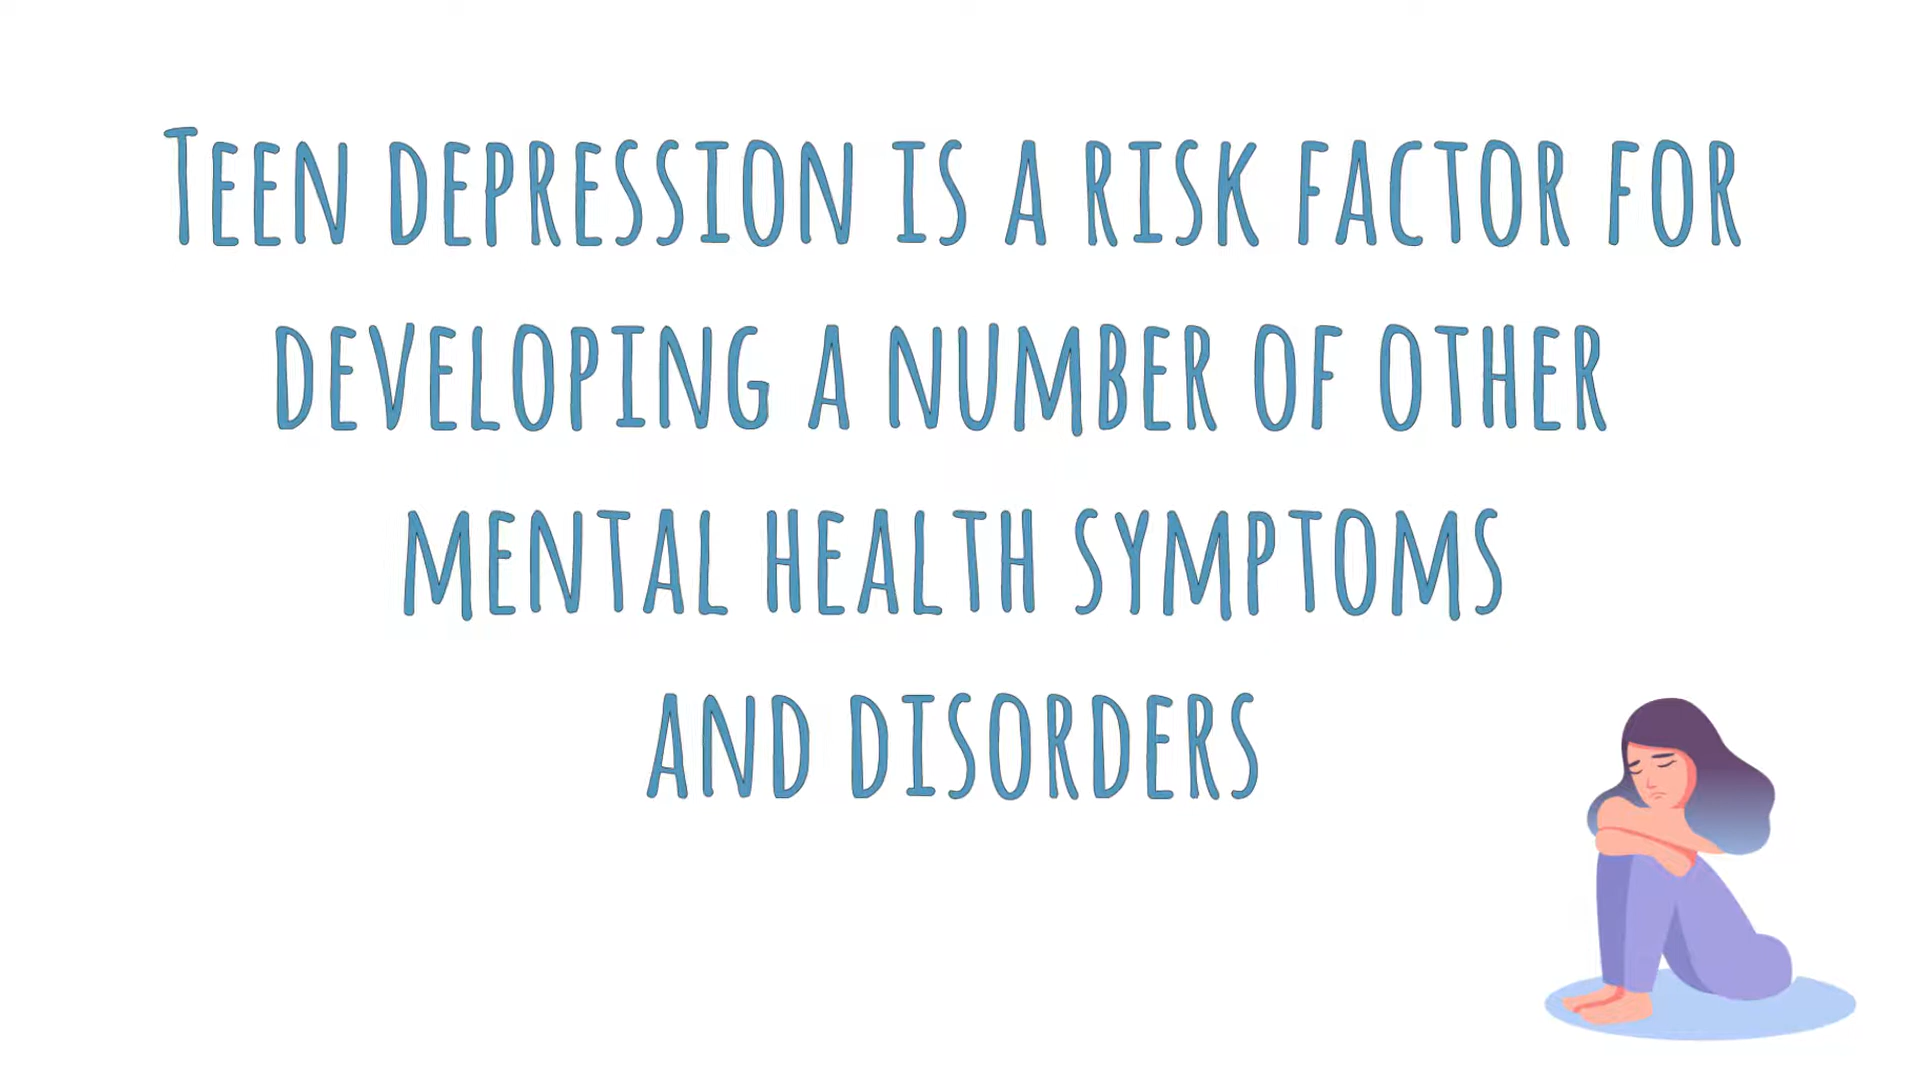 Teen depression is a risk factor for
developing a number of other
mental health symptoms
and disorders